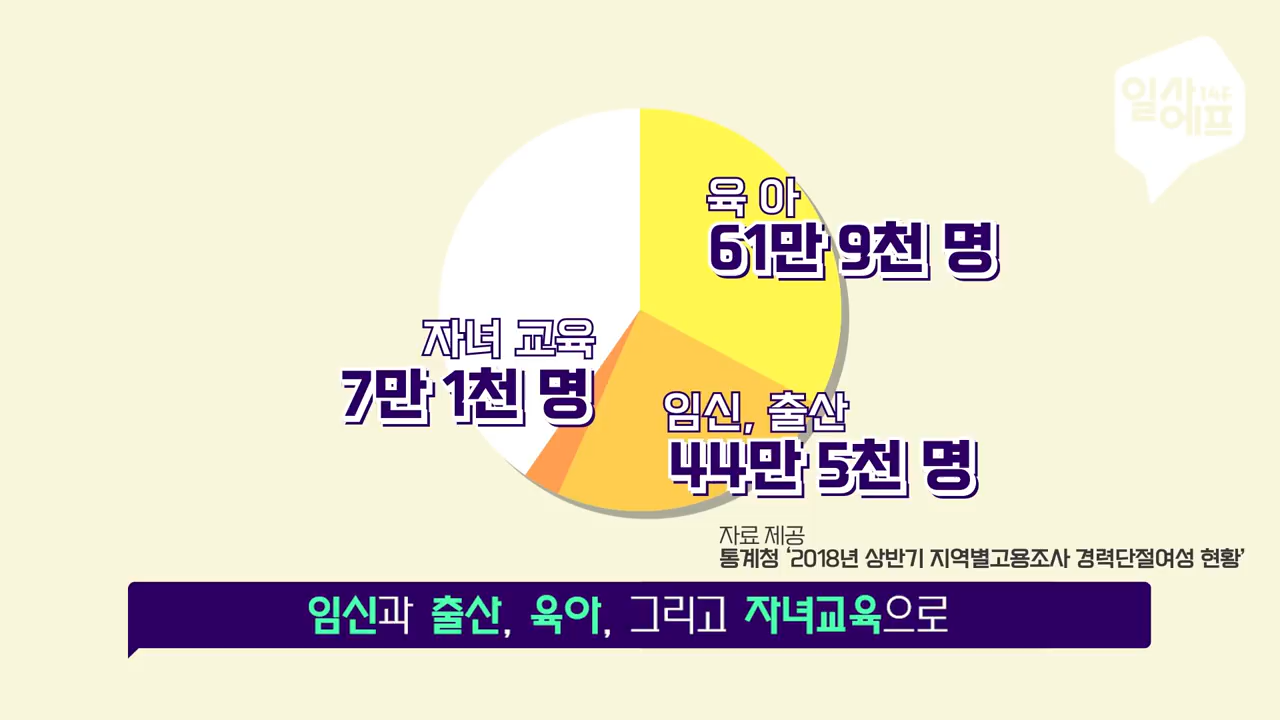 일사 14F
에프
육 아
61만 9천 명
자녀 교육
7만 1천 명
임신, 출산
44만 5천 명
자료 제공
통계청 ‘2018년 상반기 지역별고용조사 경력단절여성 현황’
임신과 출산, 육아, 그리고 자녀교육으로